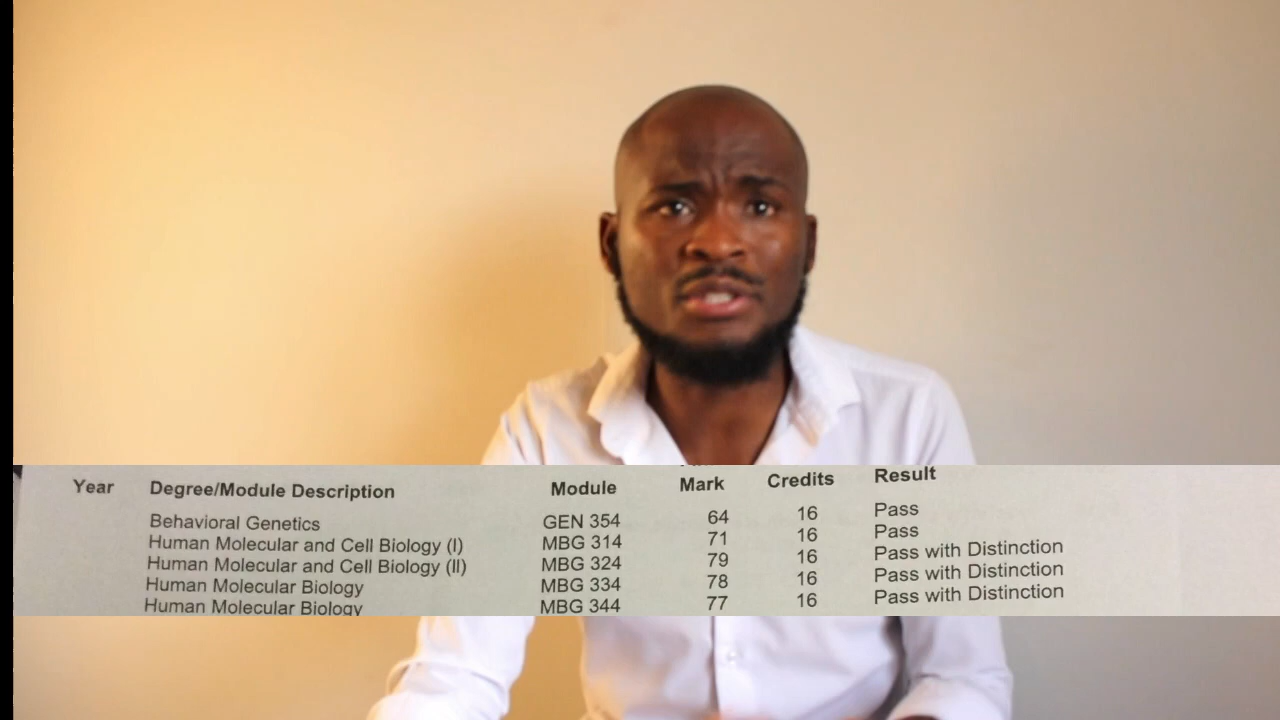 Year Degree/Module Description Module Mark Credits Result
Behavioral Genetics GEN 354 64 16 Pass
Human Molecular and Cell Biology (I) MBG 314 71 16 Pass
Human Molecular and Cell Biology (II) MBG 324 79 16 Pass with Distinction
Human Molecular Biology MBG 334 78 16 Pass with Distinction
Human Molecular Biology MBG 344 77 16 Pass with Distinction